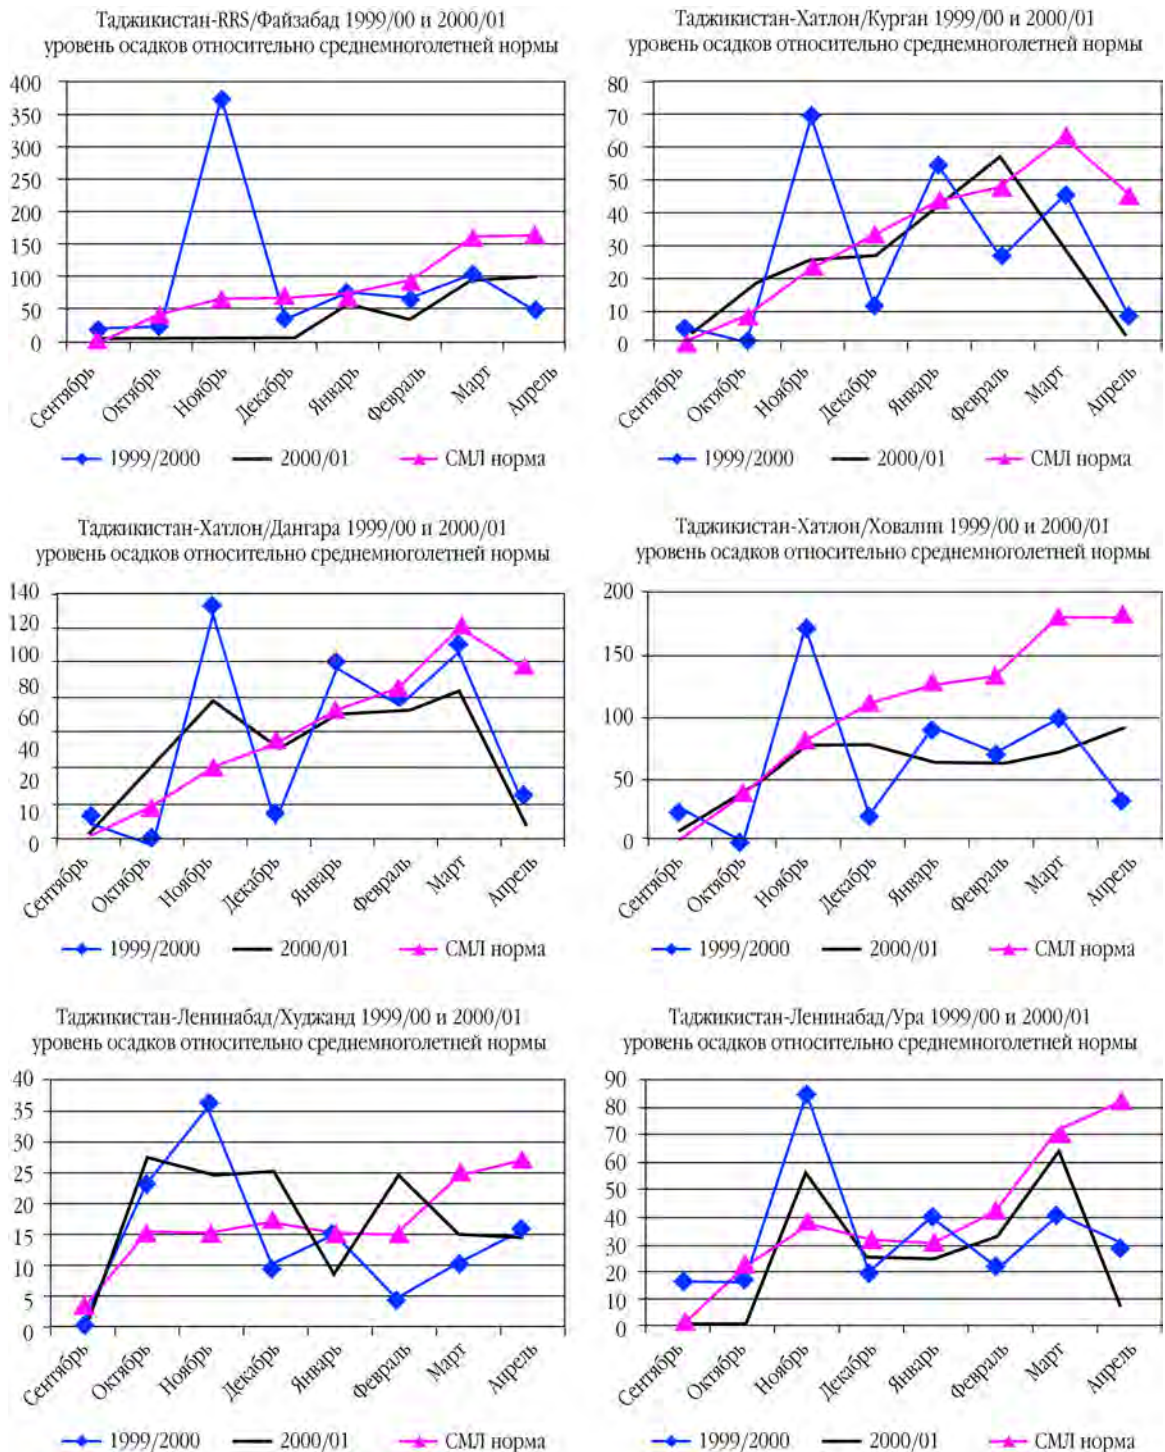 Таджикистан-RRS/Файзабад 1999/00 и 2000/01
уровень осадков относительно среднемноголетней нормы
400
350
300
250
200
150
100
50
0
Сентябрь
Октябрь
Ноябрь
Декабрь
Январь
Февраль
Март
Апрель
1999/2000 2000/01 СМЛ норма
Таджикистан-Хатлон/Курган 1999/00 и 2000/01
уровень осадков относительно среднемноголетней нормы
80
70
60
50
40
30
20
10
0
Сентябрь
Октябрь
Ноябрь
Декабрь
Январь
Февраль
Март
Апрель
1999/2000 2000/01 СМЛ норма
Таджикистан-Хатлон/Дангара 1999/00 и 2000/01
уровень осадков относительно среднемноголетней нормы
140
120
100
80
60
40
20
10
0
Сентябрь
Октябрь
Ноябрь
Декабрь
Январь
Февраль
Март
Апрель
1999/2000 2000/01 СМЛ норма
Таджикистан-Хатлон/Ховалин 1999/00 и 2000/01
уровень осадков относительно среднемноголетней нормы
200
150
100
50
0
Сентябрь
Октябрь
Ноябрь
Декабрь
Январь
Февраль
Март
Апрель
1999/2000 2000/01 СМЛ норма
Таджикистан-Ленинабад/Худжанд 1999/00 и 2000/01
уровень осадков относительно среднемноголетней нормы
40
35
30
25
20
15
10
5
0
Сентябрь
Октябрь
Ноябрь
Декабрь
Январь
Февраль
Март
Апрель
1999/2000 2000/01 СМЛ норма
Таджикистан-Ленинабад/Ура 1999/00 и 2000/01
уровень осадков относительно среднемноголетней нормы
90
80
70
60
50
40
30
20
10
0
Сентябрь
Октябрь
Ноябрь
Декабрь
Январь
Февраль
Март
Апрель
1999/2000 2000/01 СМЛ норма